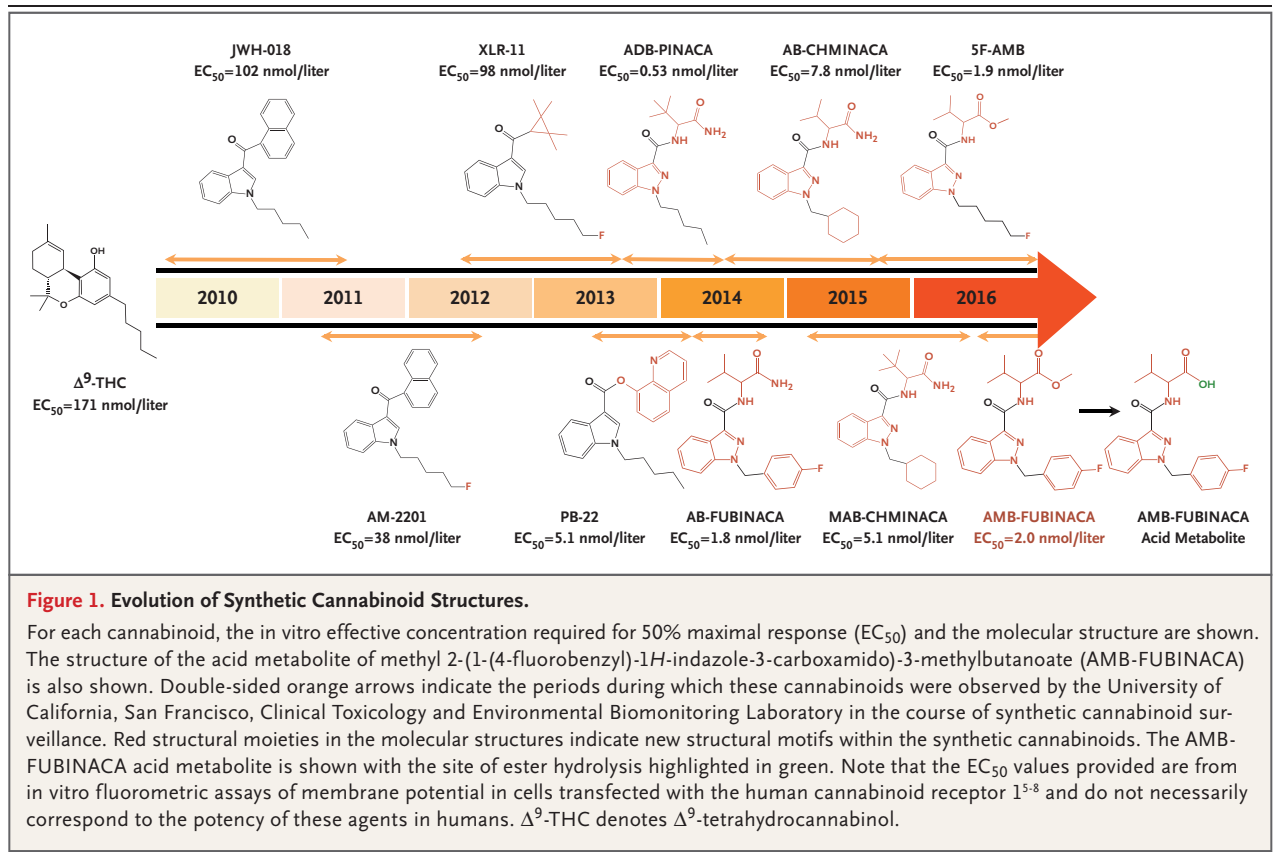 JWH-018
EC50=102 nmol/liter
XLR-11
EC50=98 nmol/liter
ADB-PINACA
EC50=0.53 nmol/liter
AB-CHMINACA
EC50=7.8 nmol/liter
5F-AMB
EC50=1.9 nmol/liter
O
N
O
N
F
O
NH2
O
NH
N
N
O
NH2
O
NH
N
N
O
O
O
NH
N
N
F
OH
O
Δ9-THC
EC50=171 nmol/liter
2010
2011
2012
2013
2014
2015
2016
O
N
F
N
O
O
N
O
NH2
O
NH
N
N
F
O
NH2
O
NH
N
N
O
O
O
NH
N
N
F
O
OH
O
NH
N
N
F
AM-2201
EC50=38 nmol/liter
PB-22
EC50=5.1 nmol/liter
AB-FUBINACA
EC50=1.8 nmol/liter
MAB-CHMINACA
EC50=5.1 nmol/liter
AMB-FUBINACA
EC50=2.0 nmol/liter
AMB-FUBINACA
Acid Metabolite
Figure 1. Evolution of Synthetic Cannabinoid Structures.
For each cannabinoid, the in vitro effective concentration required for 50% maximal response (EC50) and the molecular structure are shown.
The structure of the acid metabolite of methyl 2-(1-(4-fluorobenzyl)-1H-indazole-3-carboxamido)-3-methylbutanoate (AMB-FUBINACA)
is also shown. Double-sided orange arrows indicate the periods during which these cannabinoids were observed by the University of
California, San Francisco, Clinical Toxicology and Environmental Biomonitoring Laboratory in the course of synthetic cannabinoid sur-
veillance. Red structural moieties in the molecular structures indicate new structural motifs within the synthetic cannabinoids. The AMB-
FUBINACA acid metabolite is shown with the site of ester hydrolysis highlighted in green. Note that the EC50 values provided are from
in vitro fluorometric assays of membrane potential in cells transfected with the human cannabinoid receptor 15-8 and do not necessarily
correspond to the potency of these agents in humans. Δ9-THC denotes Δ9-tetrahydrocannabinol.